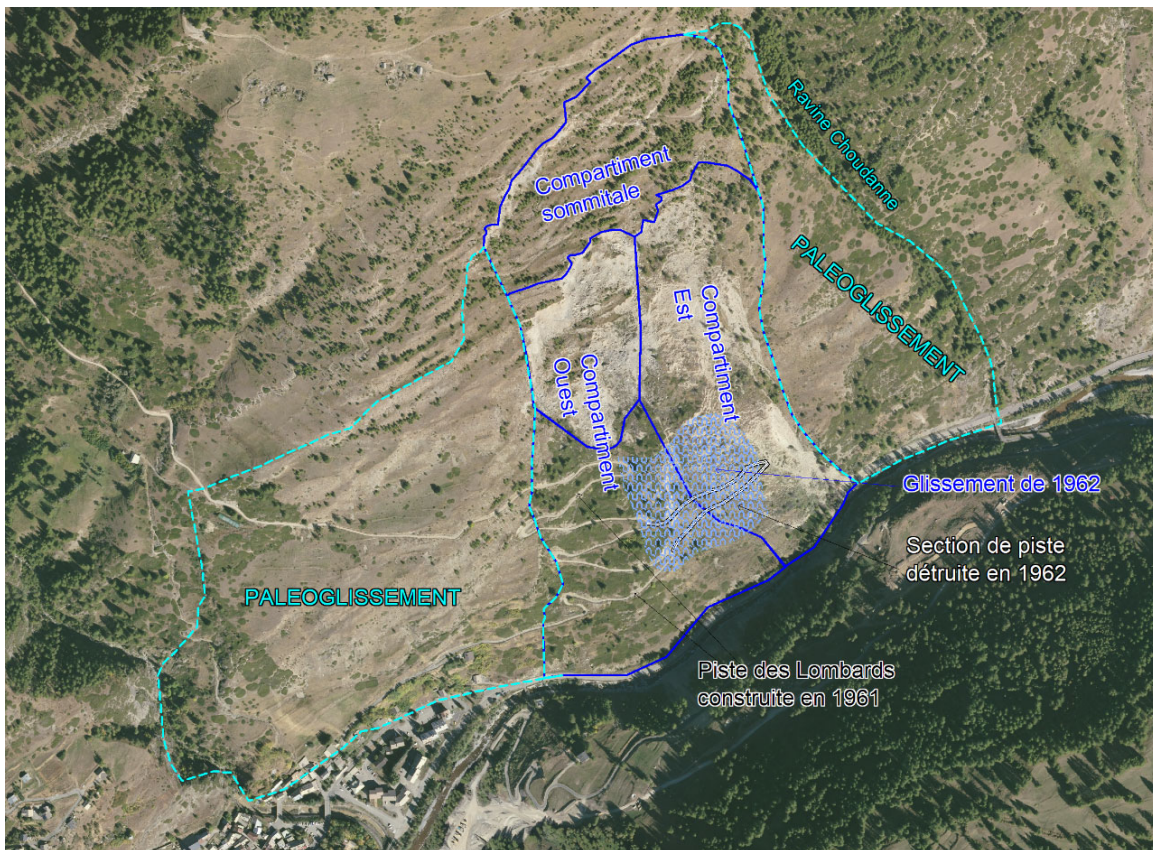 Ravine Choudanne
Compartiment
sommitale
PALEOGLISSEMENT
Compartiment
Est
Compartiment
Ouest
Glissement de 1962
Section de piste
détruite en 1962
PALEOGLISSEMENT
Piste des Lombards
construite en 1961